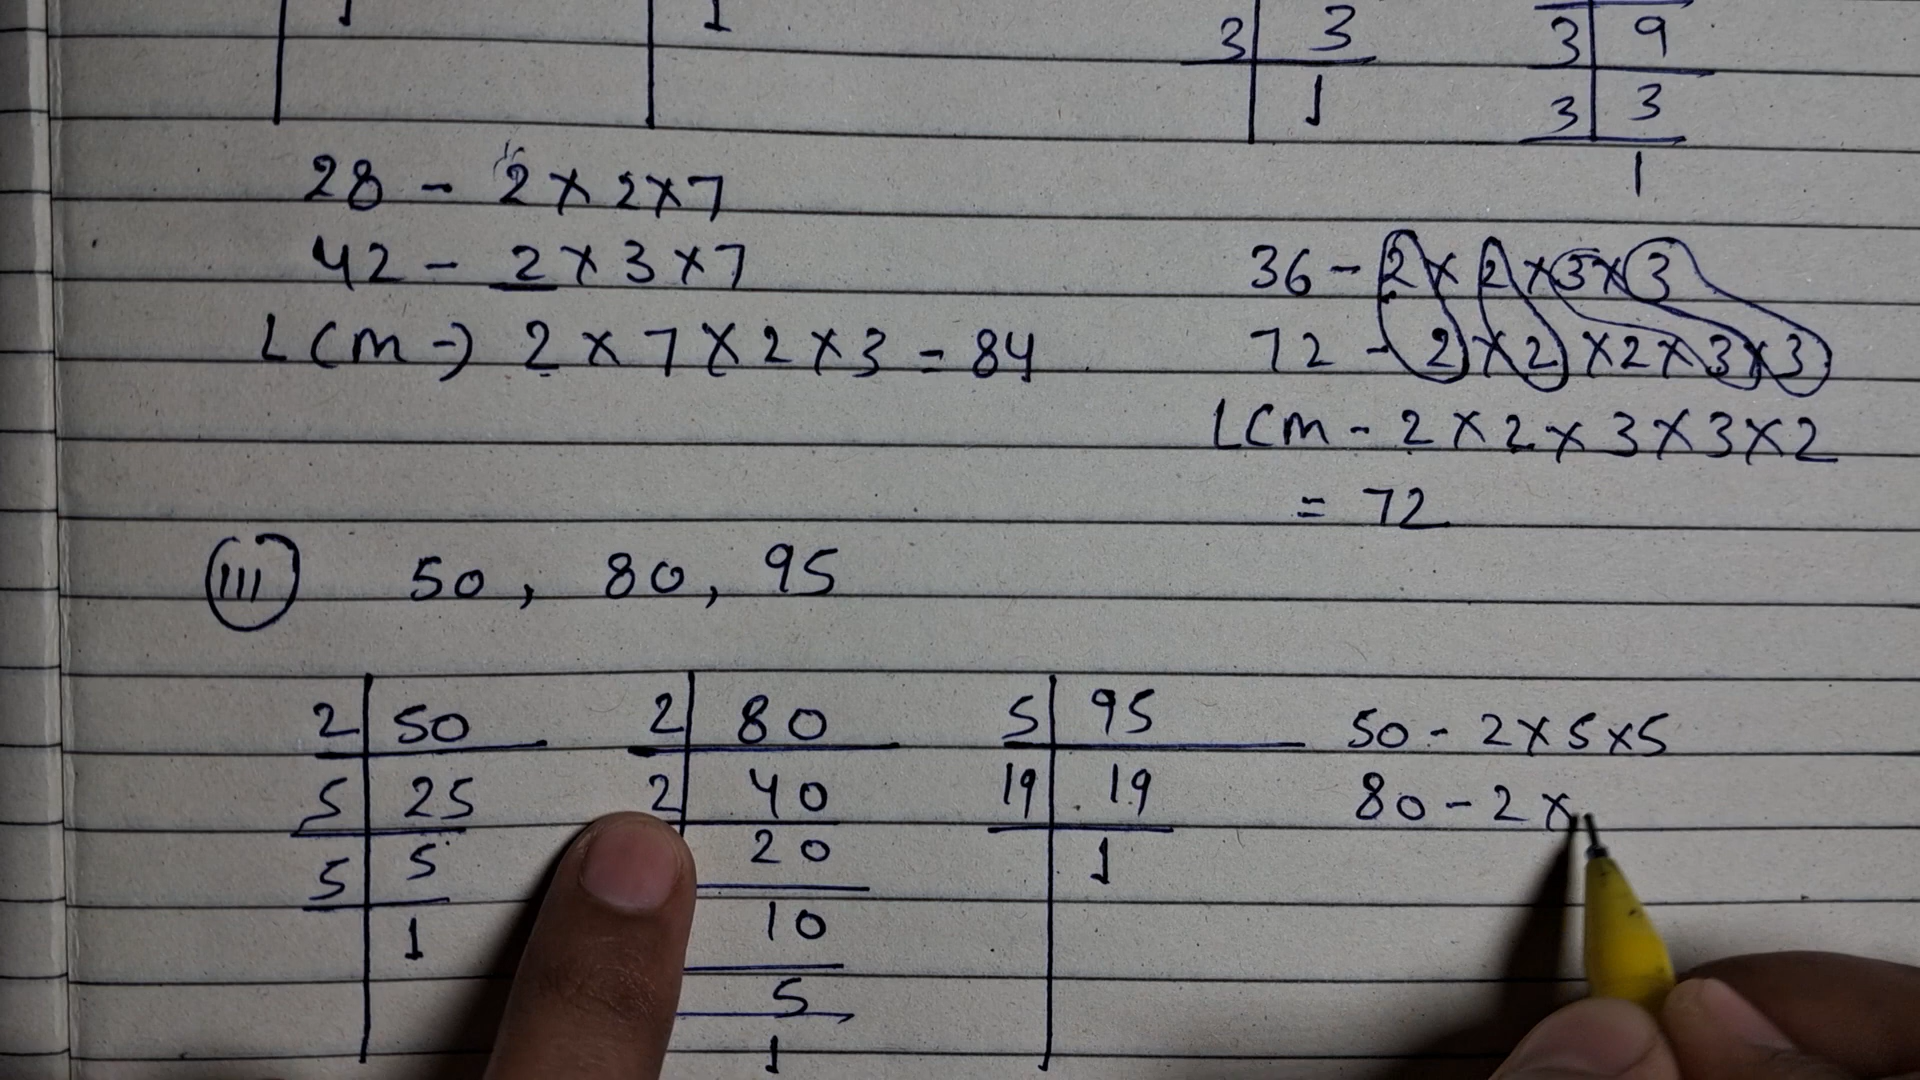 1
1
3 3
1
3 9
3 3
1
28 - 2 x 2 x 7
42 - 2 x 3 x 7
LCM -) 2 x 7 x 2 x 3 = 84
36 - 2 x 2 x 3 x 3
72 - 2 x 2 x 2 x 3 x 3
LCM - 2 x 2 x 3 x 3 x 2
= 72
(III) 50, 80, 95
2 50
5 25
5 5
1
2 80
2 40
20
10
5
1
5 95
19 19
1
50 - 2 x 5 x 5
80 - 2 x